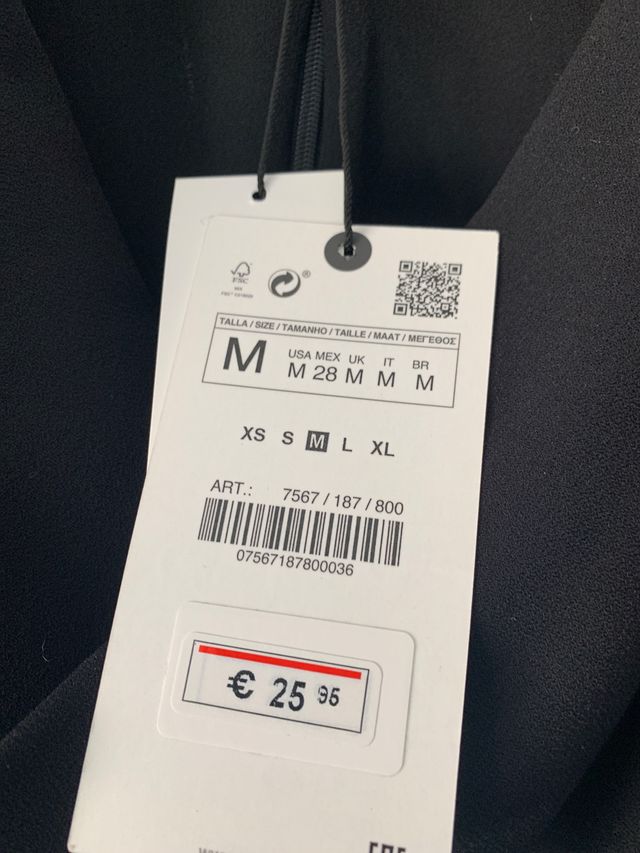 FSC
MIX
®
TALLA / SIZE / TAMANHO / TAILLE / MAAT / ΜΕΓΕΘΟΣ
M
USA MEX UK IT BR
M 28 M M M
XS S M L XL
ART.: 7567 / 187 / 800
07567187800036
€ 25 95